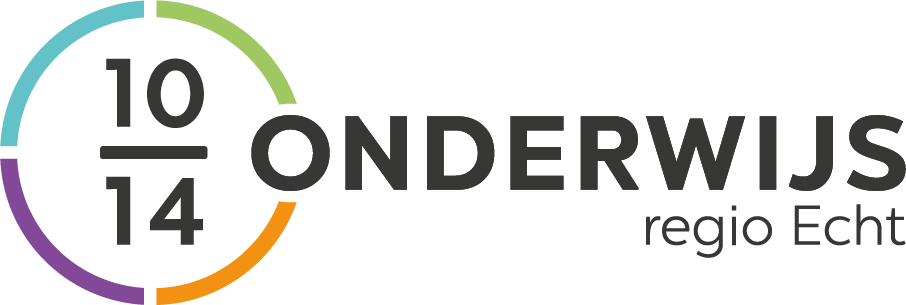 10
14
ONDERWIJS
regio Echt